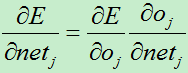 ∂E/∂net_j = ∂E/∂o_j ∂o_j/∂net_j